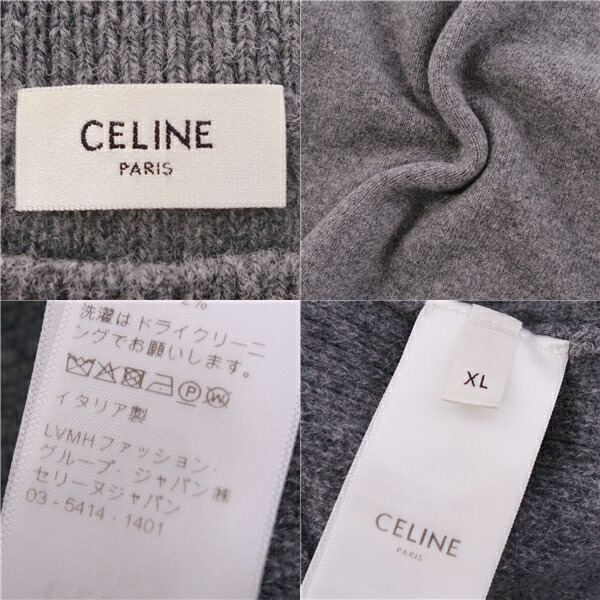 CELINE
PARIS
2%
洗濯はドライクリーニ
ングでお願いします。
イタリア製
LVMHファッション・
グループ・ジャパン㈱
セリーヌジャパン
03-5414-1401
XL
CELINE
PARIS